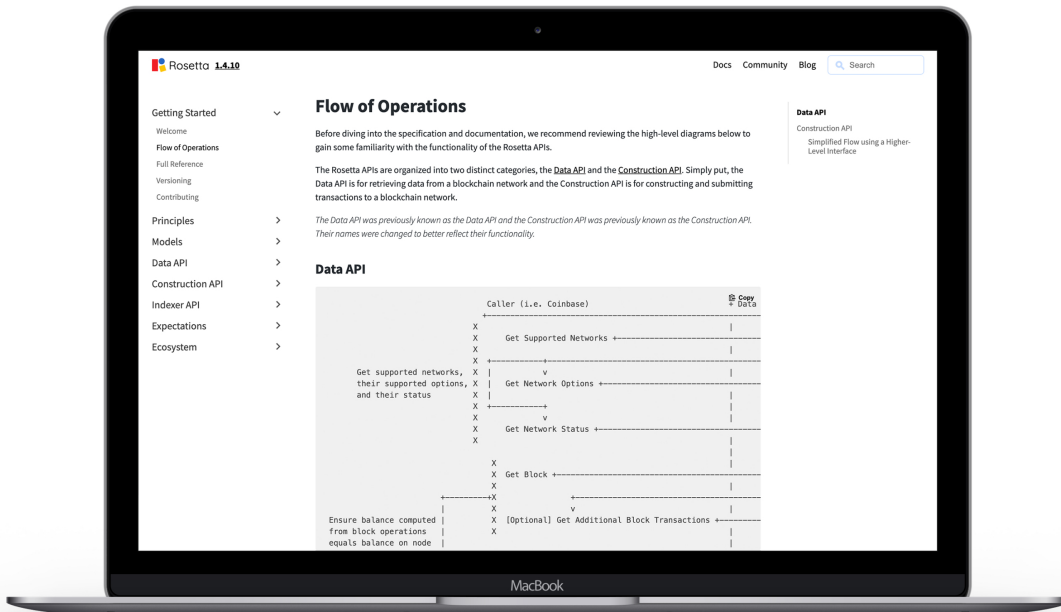 Rosetta 1.4.10
Docs Community Blog Search
Getting Started
Welcome
Flow of Operations
Full Reference
Versioning
Contributing
Principles
Models
Data API
Construction API
Indexer API
Expectations
Ecosystem
Flow of Operations
Before diving into the specification and documentation, we recommend reviewing the high-level diagrams below to
gain some familiarity with the functionality of the Rosetta APIs.
The Rosetta APIs are organized into two distinct categories, the Data API and the Construction API. Simply put, the
Data API is for retrieving data from a blockchain network and the Construction API is for constructing and submitting
transactions to a blockchain network.
The Data API was previously known as the Data API and the Construction API was previously known as the Construction API.
Their names were changed to better reflect their functionality.
Data API
Copy
Caller (i.e. Coinbase) + Data
X
X Get Supported Networks +
X
X
Get supported networks, X | v
their supported options, X | Get Network Options +
and their status X |
X
X v
X Get Network Status +
X
X
X Get Block +
X
X
X v
Ensure balance computed | X [Optional] Get Additional Block Transactions +
from block operations | X
equals balance on node |
Data API
Construction API
Simplified Flow using a Higher-
Level Interface
MacBook